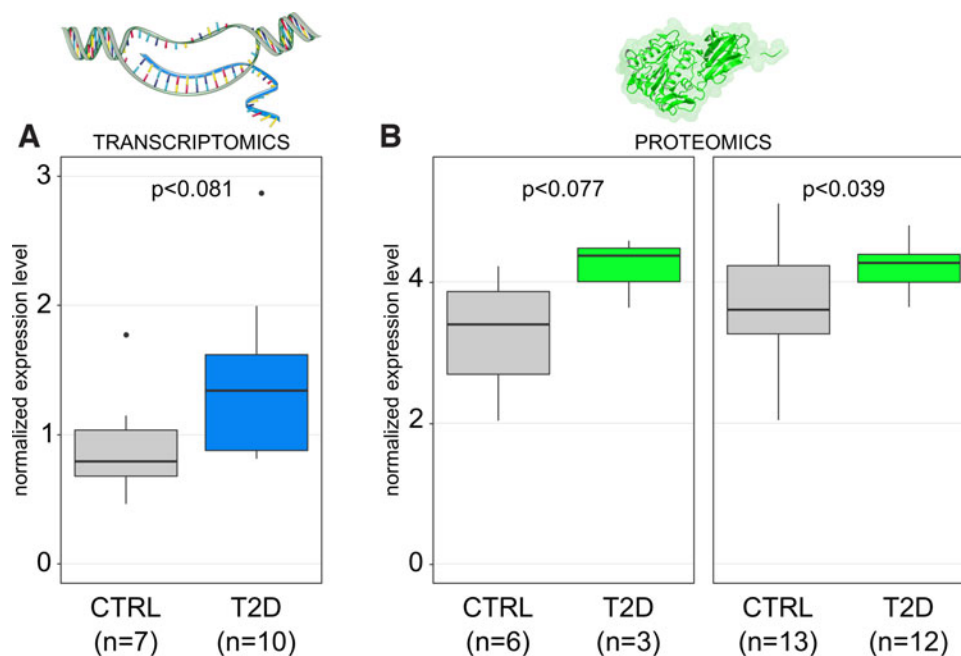 A
TRANSCRIPTOMICS
normalized expression level
3
2
1
0
p<0.081
CTRL
(n=7)
T2D
(n=10)
B
PROTEOMICS
normalized expression level
4
2
0
p<0.077
CTRL
(n=6)
T2D
(n=3)
p<0.039
CTRL
(n=13)
T2D
(n=12)